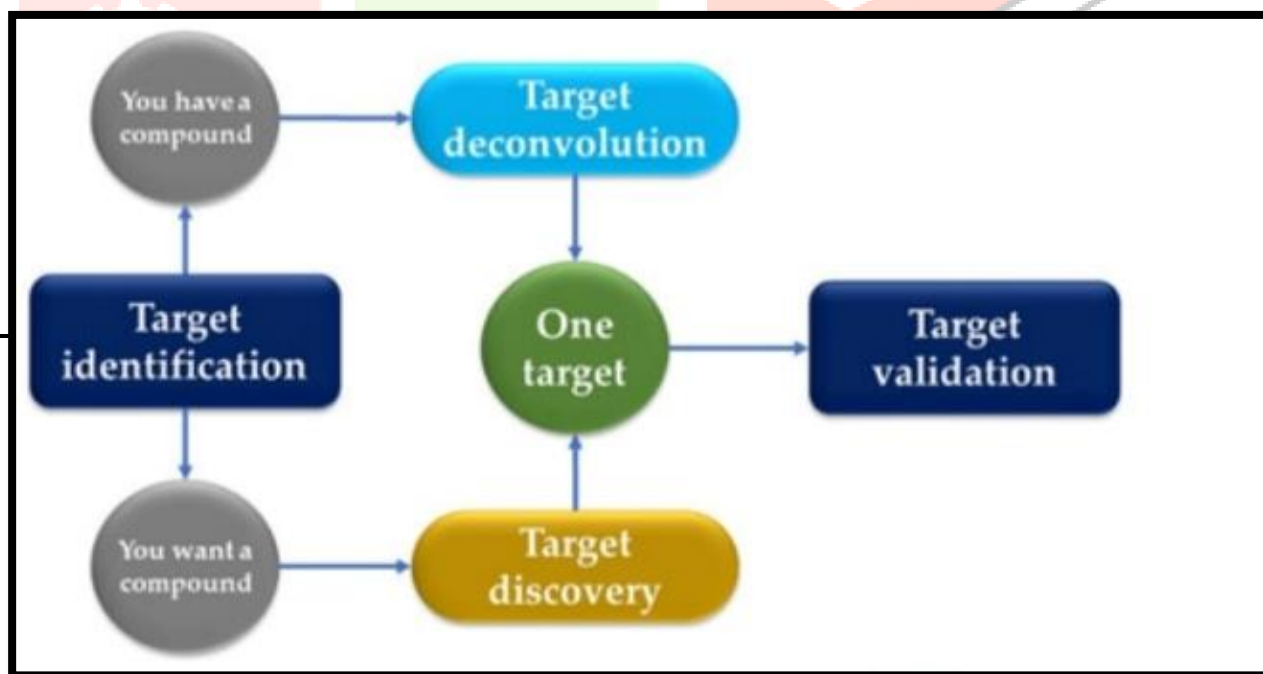 You have a
compound
Target
deconvolution
Target
identification
One
target
Target
validation
You want a
compound
Target
discovery